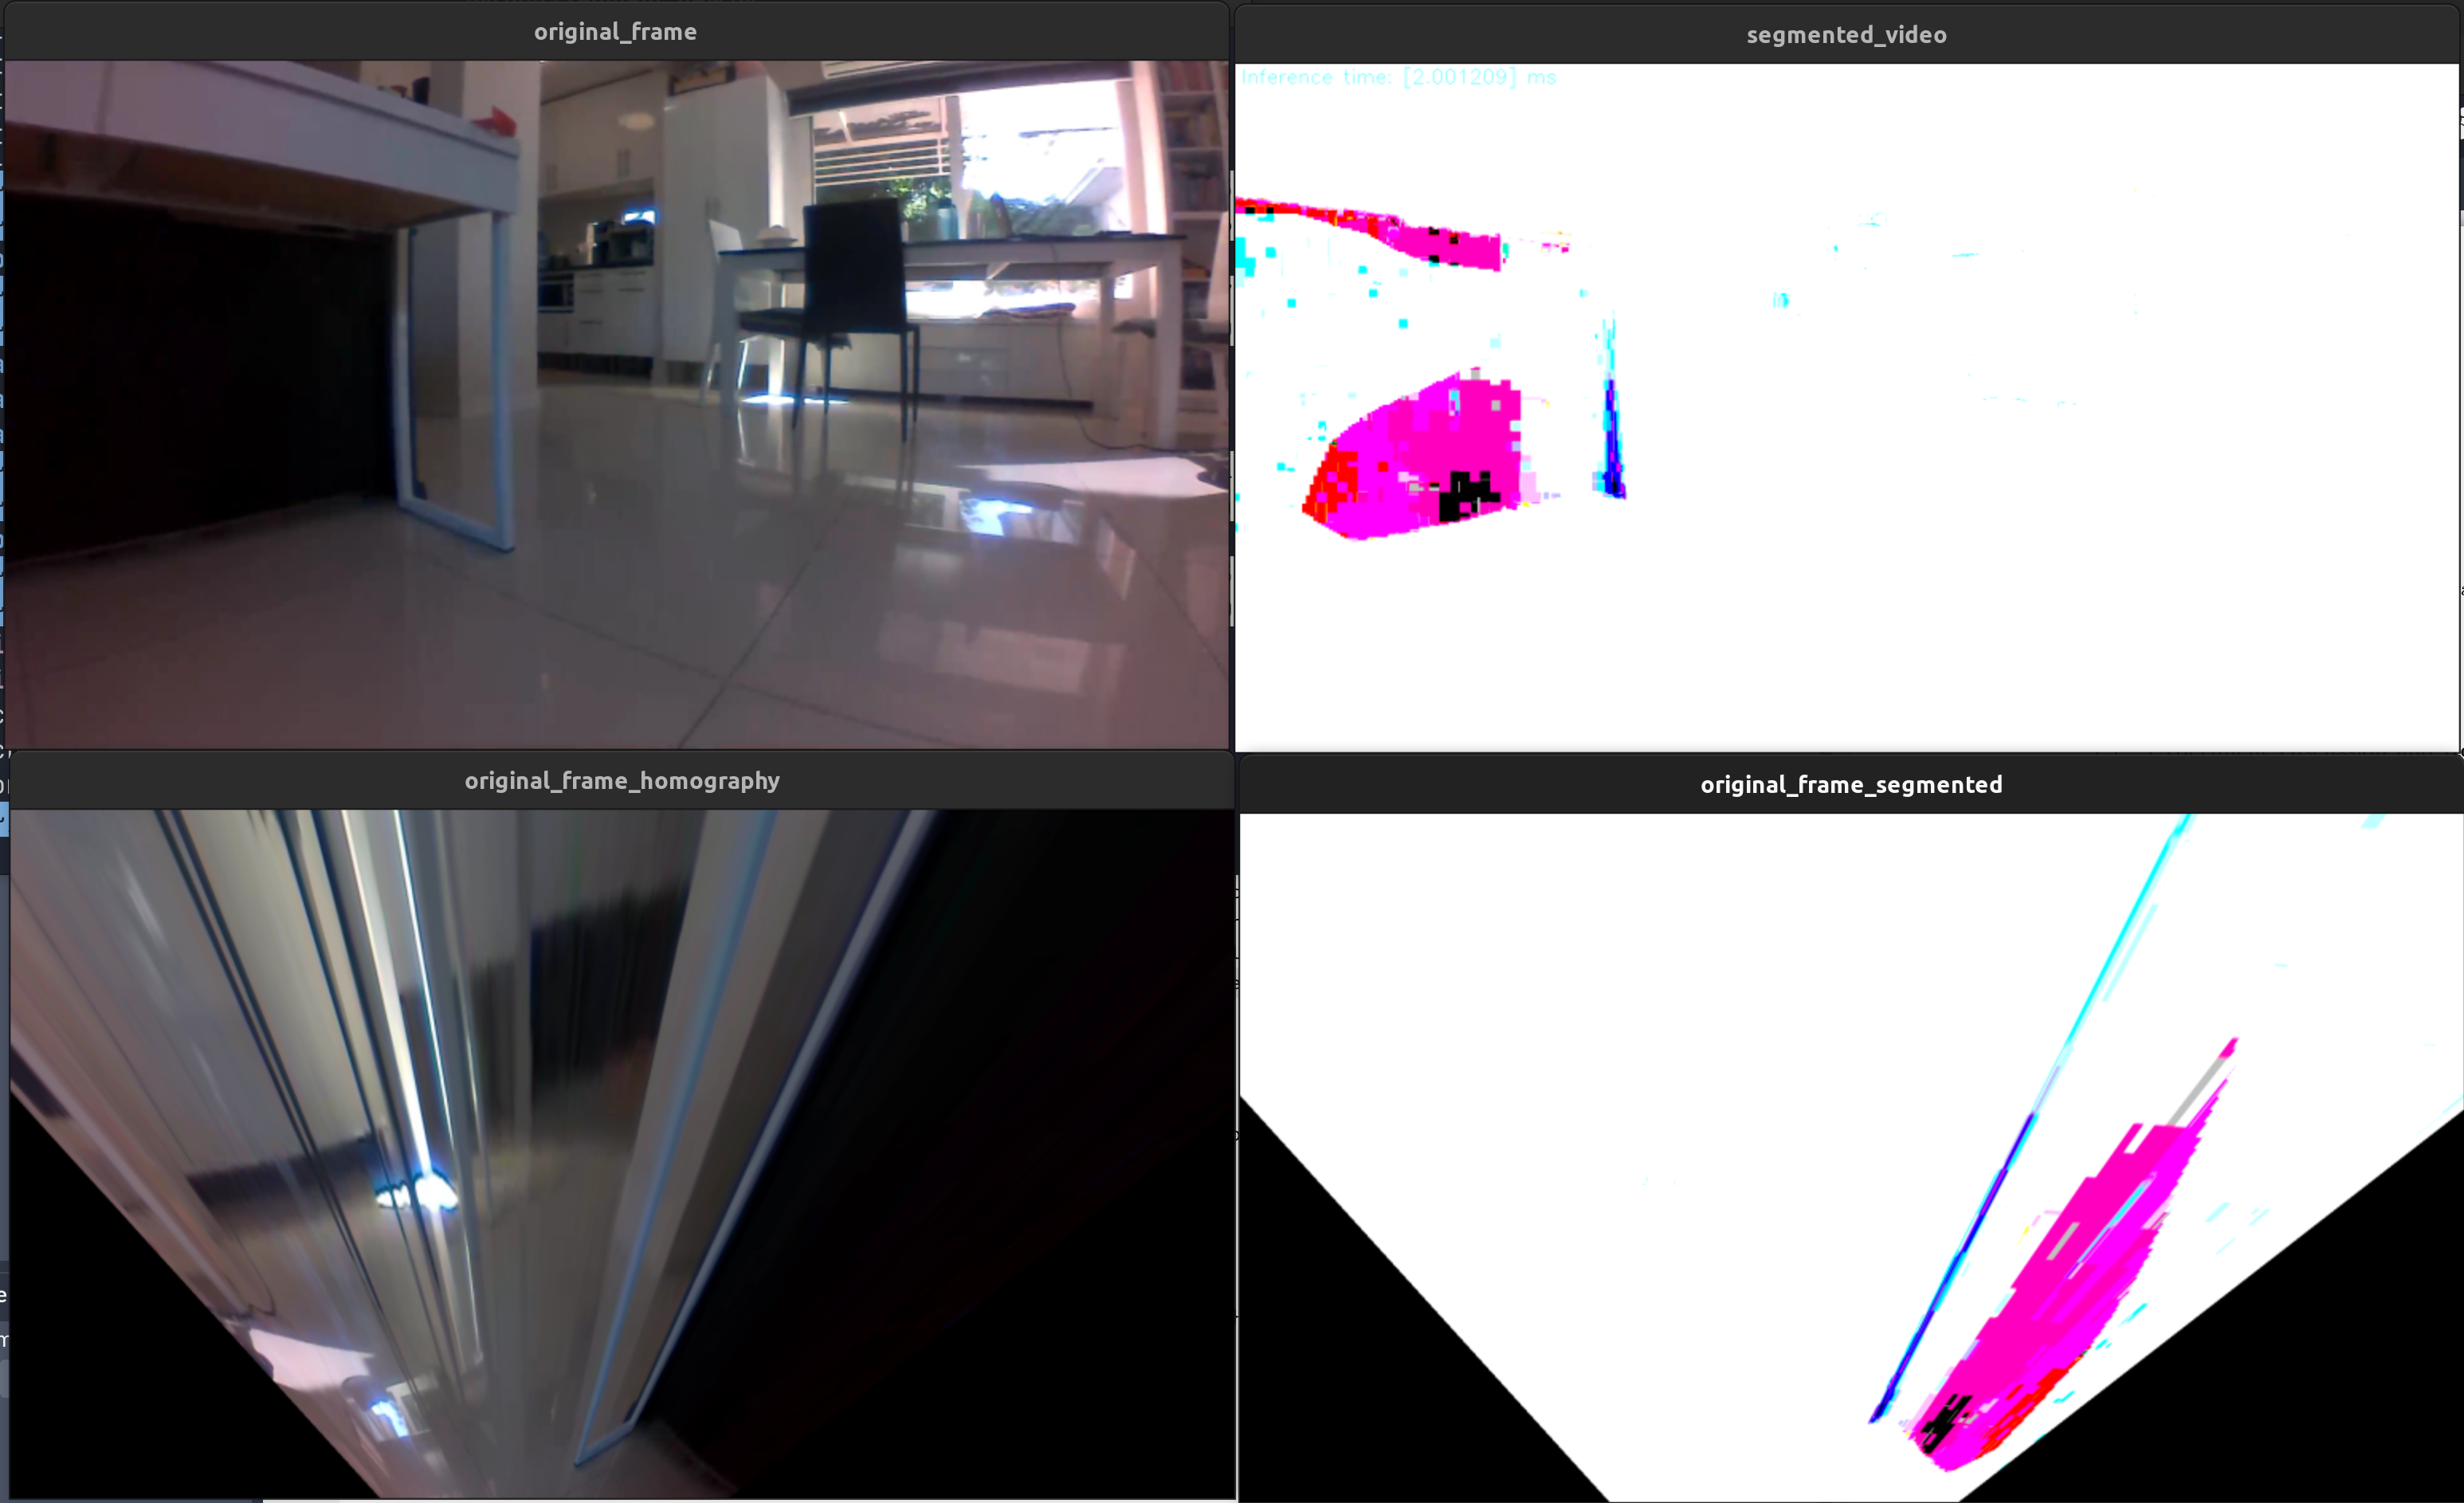 original_frame
segmented_video
Inference time: [2.001209] ms
original_frame_homography
original_frame_segmented